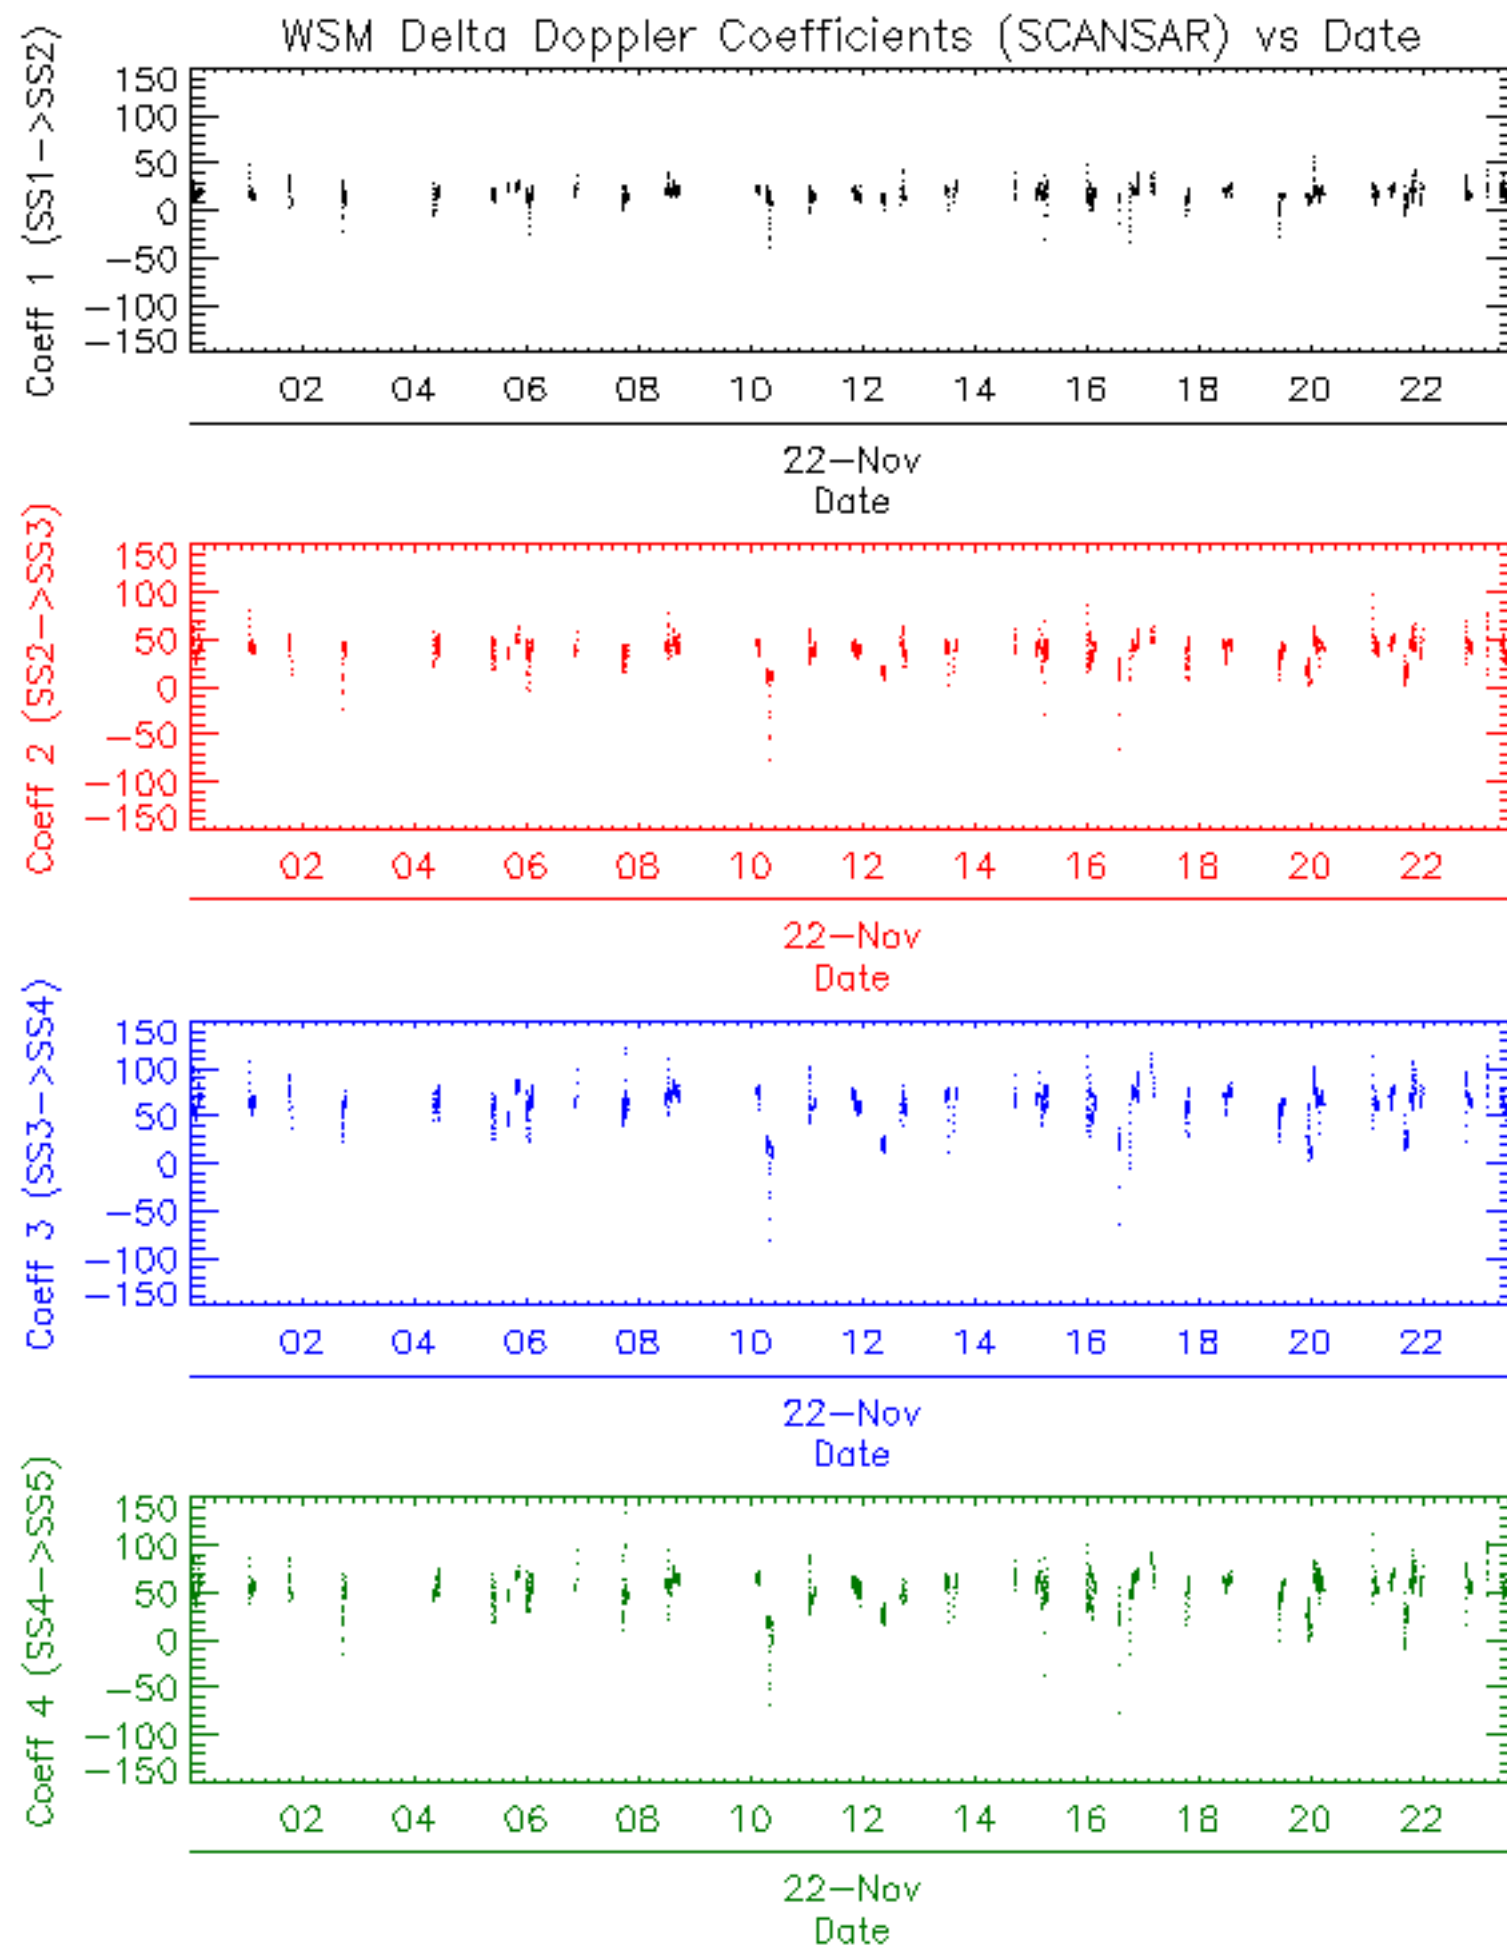 WSM Delta Doppler Coefficients (SCANSAR) vs Date
Coeff 1 (SS1->SS2)
150
100
50
0
-50
-100
-150
02 04 06 08 10 12 14 16 18 20 22
22-Nov
Date
Coeff 2 (SS2->SS3)
150
100
50
0
-50
-100
-150
02 04 06 08 10 12 14 16 18 20 22
22-Nov
Date
Coeff 3 (SS3->SS4)
150
100
50
0
-50
-100
-150
02 04 06 08 10 12 14 16 18 20 22
22-Nov
Date
Coeff 4 (SS4->SS5)
150
100
50
0
-50
-100
-150
02 04 06 08 10 12 14 16 18 20 22
22-Nov
Date